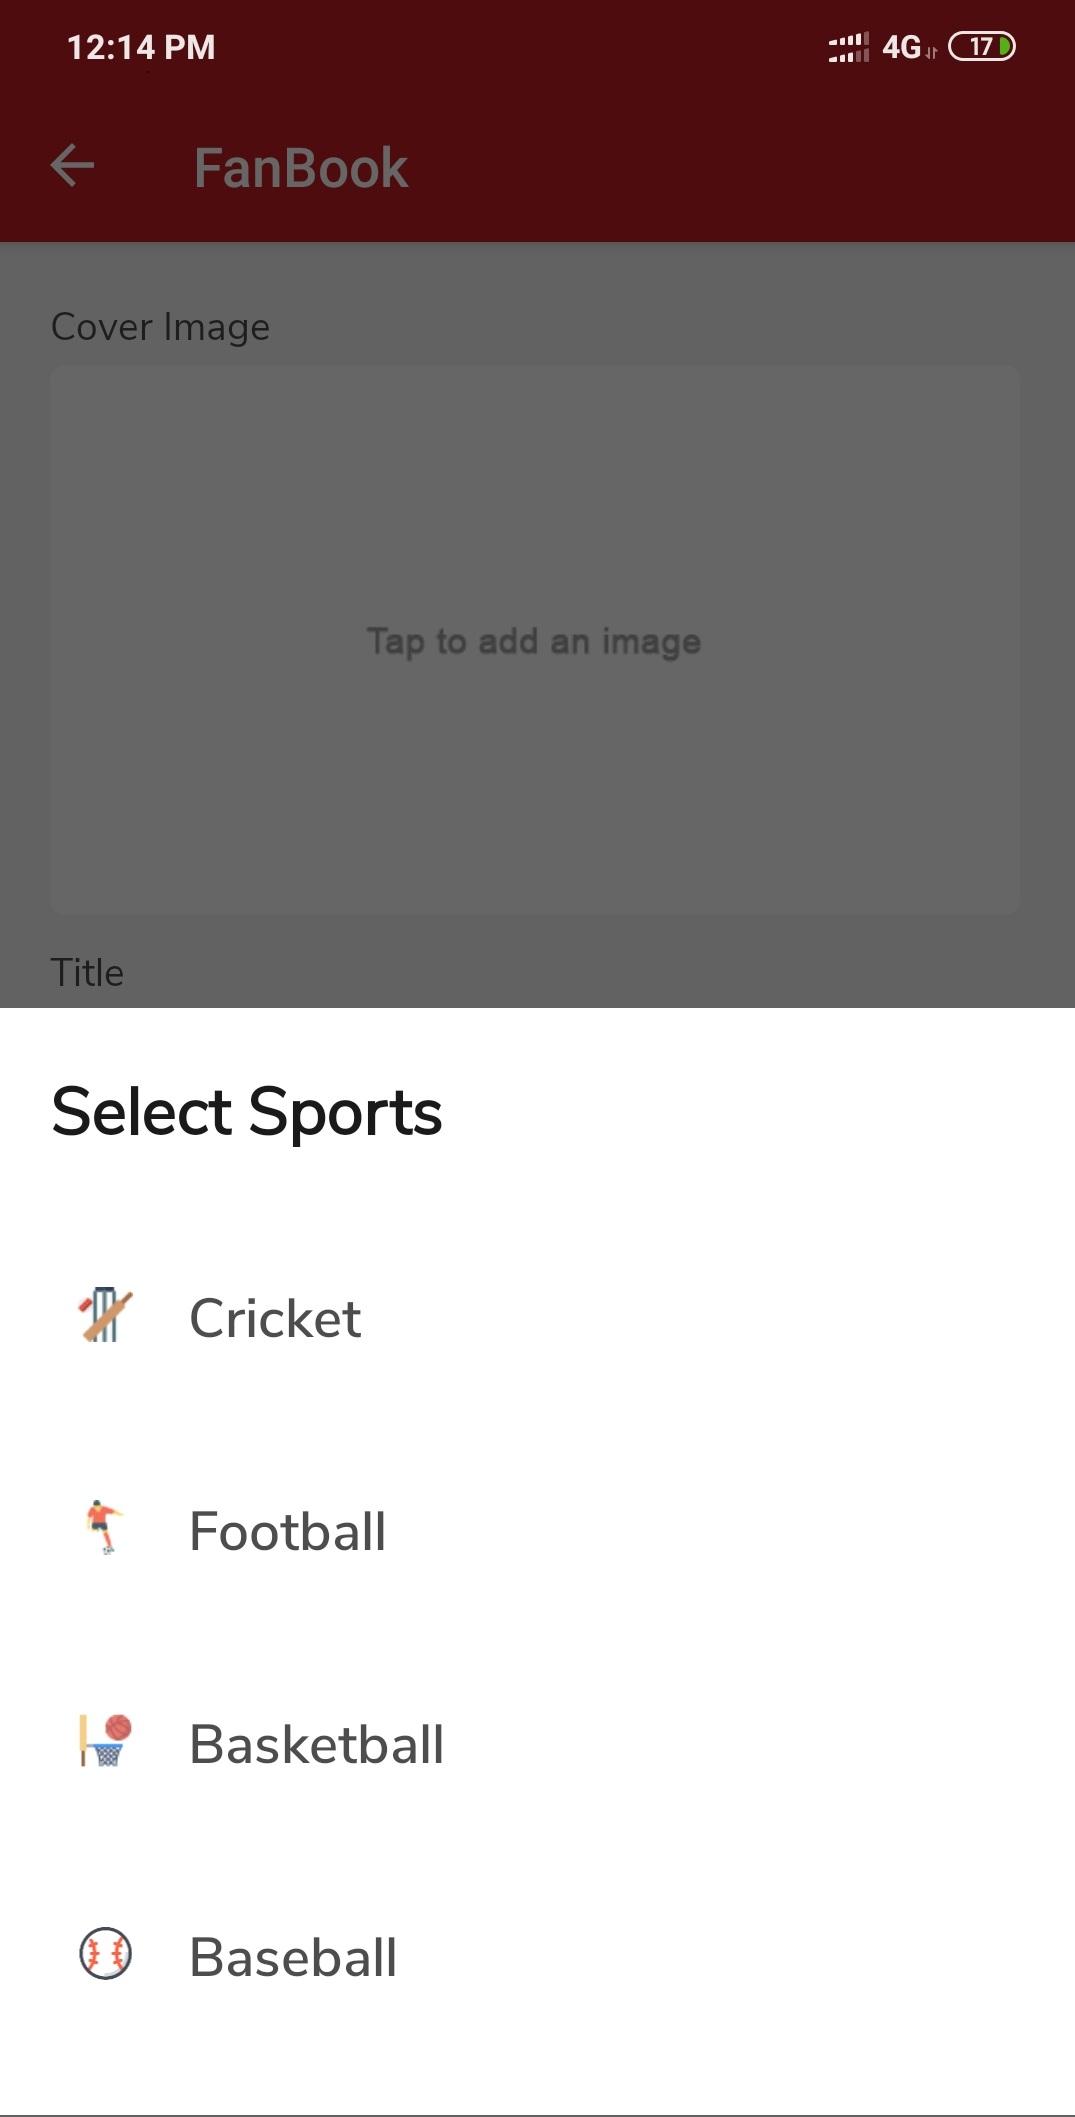 12:14 PM 4G 17
FanBook
Cover Image
Tap to add an image
Title
Select Sports
Cricket
Football
Basketball
Baseball